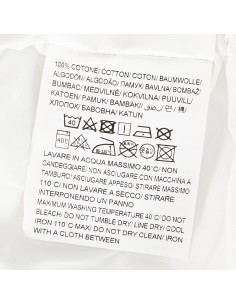 100% COTONE/ COTTON/ COTON/ BAUMWOLLE/
ALGODÓN/ ALGODÃO/ ПАМУК/ BAVLNA/ BOMBAŽ/
BUMBAC/ MEDVILNĖ/ KOKVILNA/ PUUVILL/
KATOEN/ PAMUK/ BAMBAKI/ قطن/ 면/ 棉/
ХЛОПОК/ БАВОВНА/ KATUN
40
LAVARE IN ACQUA MASSIMO 40°C/ NON
CANDEGGIARE/ NON ASCIUGARE CON MACCHINA A
TAMBURO/ ASCIUGARE APPESO/ STIRARE MASSIMO
110°C/ NON LAVARE A SECCO/ STIRARE
INTERPONENDO UN PANNO
MAXIMUM WASHING TEMPERATURE 40°C/ DO NOT
BLEACH/ DO NOT TUMBLE DRY/ LINE DRY/ COOL
IRON 110°C MAX/ DO NOT DRY CLEAN/ IRON
WITH A CLOTH BETWEEN